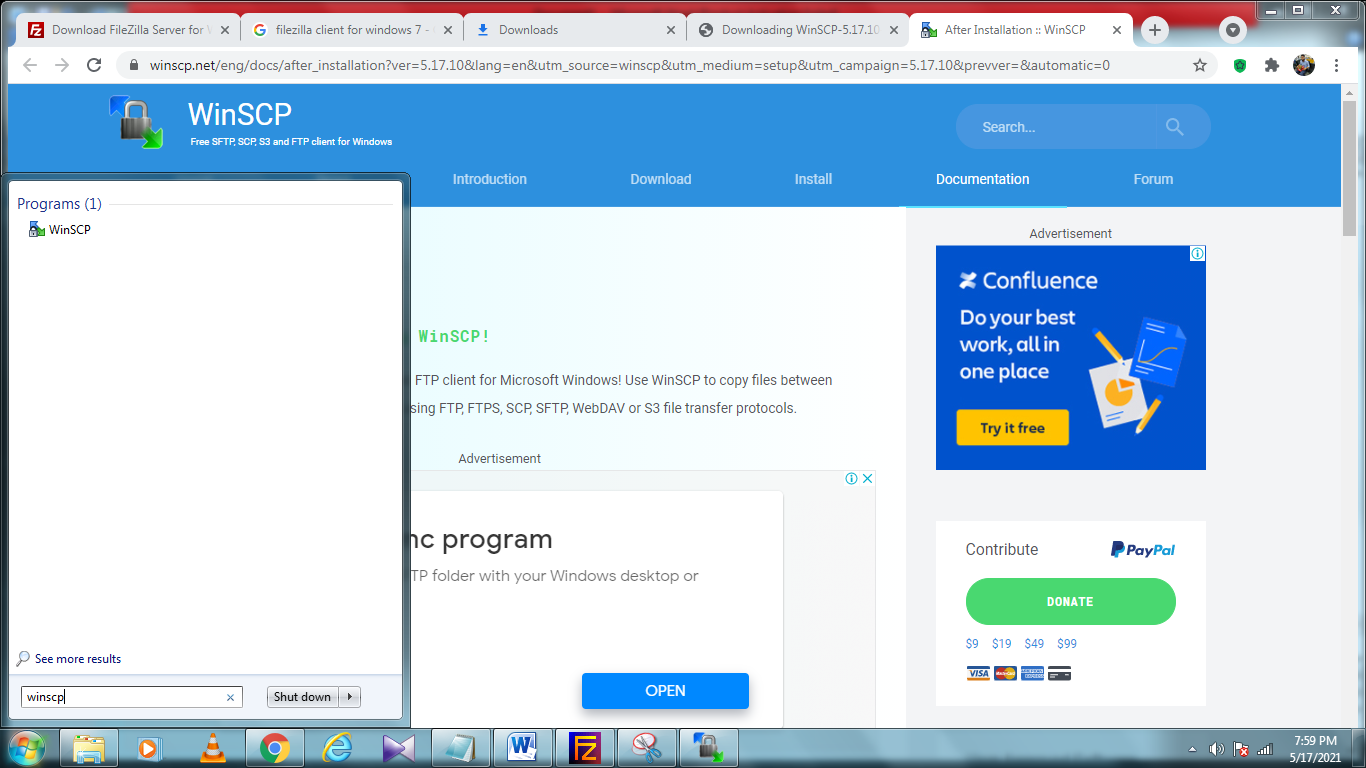 Download FileZilla Server for W
filezilla client for windows 7 -
Downloads
Downloading WinSCP-5.17.10
After Installation :: WinSCP
winscp.net/eng/docs/after_installation?ver=5.17.10&lang=en&utm_source=winscp&utm_medium=setup&utm_campaign=5.17.10&prevver=&automatic=0
WinSCP
Free SFTP, SCP, S3 and FTP client for Windows
Search...
Introduction
Download
Install
Documentation
Forum
Programs (1)
WinSCP
See more results
winscp
Shut down
WinSCP!
FTP client for Microsoft Windows! Use WinSCP to copy files between
sing FTP, FTPS, SCP, SFTP, WebDAV or S3 file transfer protocols.
Advertisement
nc program
TP folder with your Windows desktop or
OPEN
Advertisement
Confluence
Do your best
work, all in
one place
Try it free
Contribute
PayPal
DONATE
$9 $19 $49 $99
VISA
7:59 PM
5/17/2021